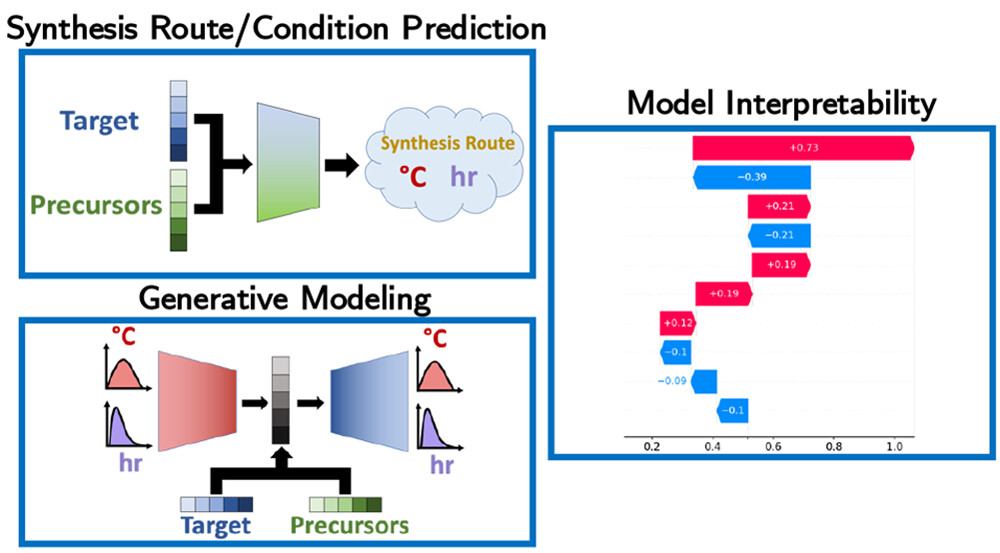 Synthesis Route/Condition Prediction
Target
Precursors
Synthesis Route
°C hr
Generative Modeling
°C
hr
°C
hr
Target
Precursors
Model Interpretability
+0.73
−0.39
+0.21
−0.21
+0.19
+0.19
+0.12
−0.1
−0.09
−0.1
0.2 0.4 0.6 0.8 1.0